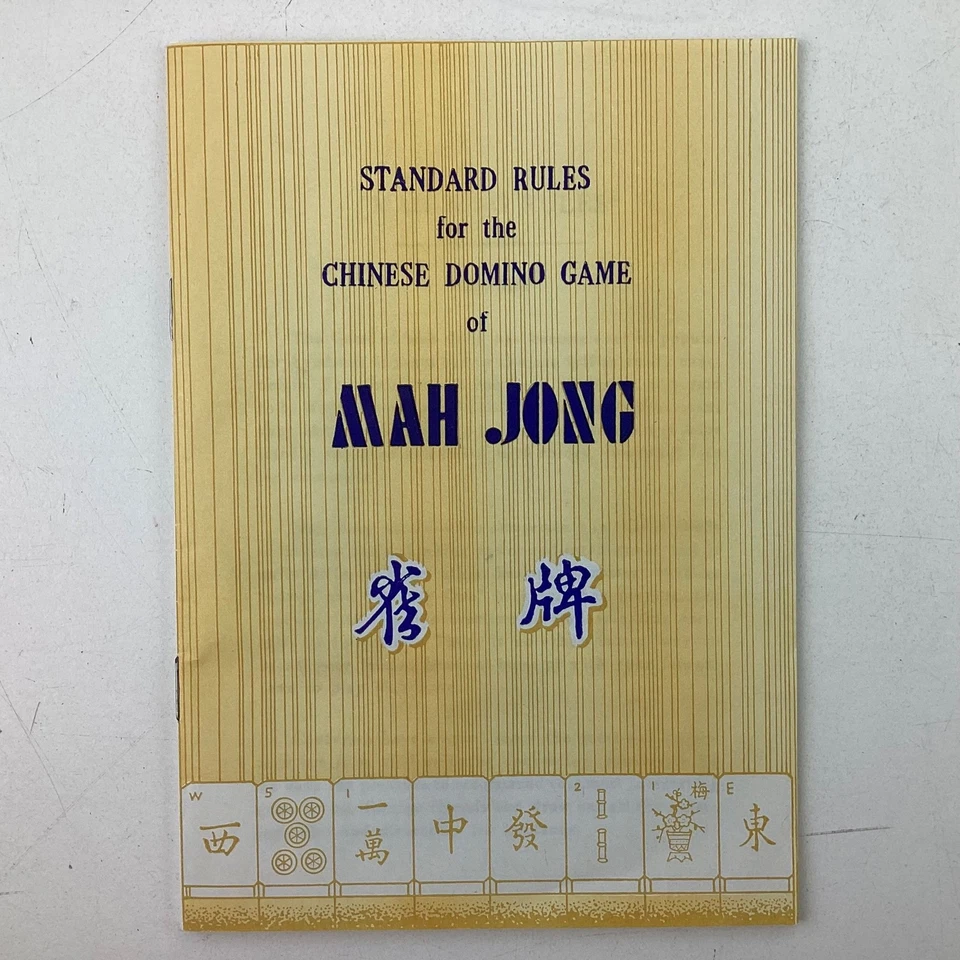 STANDARD RULES
for the
CHINESE DOMINO GAME
of
MAH JONG
雀 牌
W 5 1 2 1 梅 E
西 一萬 中 發 東